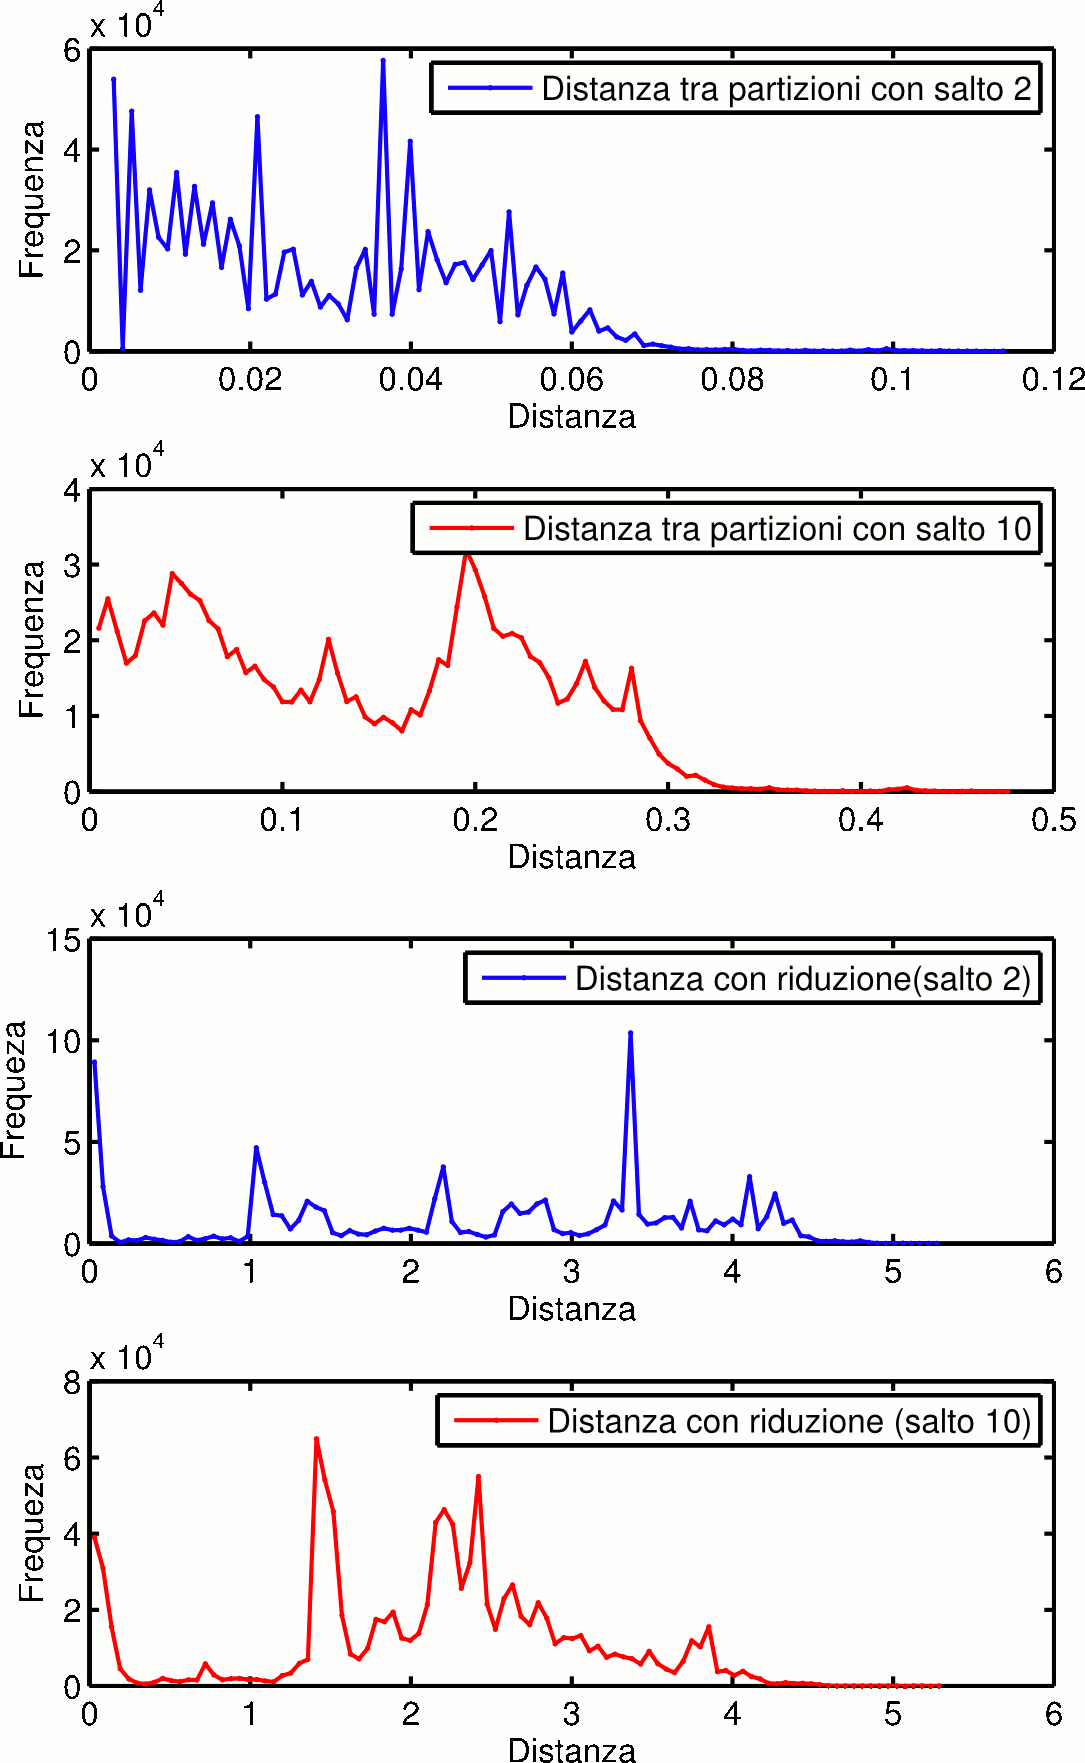 x 10^4
6
Distanza tra partizioni con salto 2
4
2
0
Frequenza
0 0.02 0.04 0.06 0.08 0.1 0.12
Distanza
x 10^4
4
Distanza tra partizioni con salto 10
3
2
1
0
Frequenza
0 0.1 0.2 0.3 0.4 0.5
Distanza
x 10^4
15
Distanza con riduzione(salto 2)
10
5
0
Frequeza
0 1 2 3 4 5 6
Distanza
x 10^4
8
Distanza con riduzione (salto 10)
6
4
2
0
Frequeza
0 1 2 3 4 5 6
Distanza